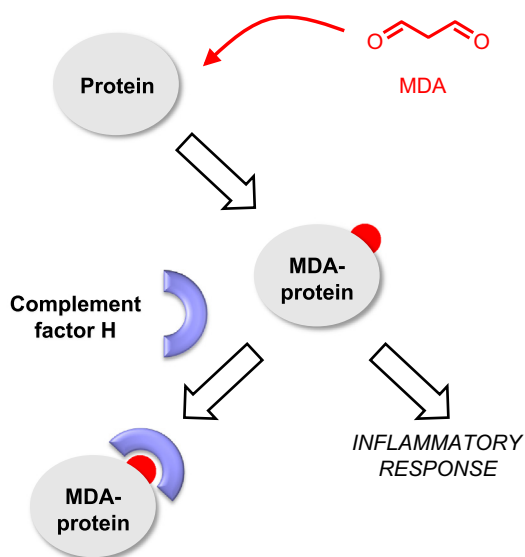 O
O
Protein
MDA
MDA-
protein
Complement
factor H
INFLAMMATORY
RESPONSE
MDA-
protein